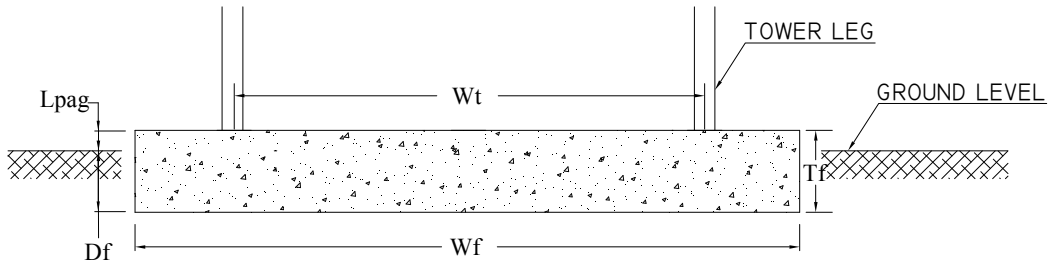 TOWER LEG
Lpag
Wt
GROUND LEVEL
Tf
Df
Wf